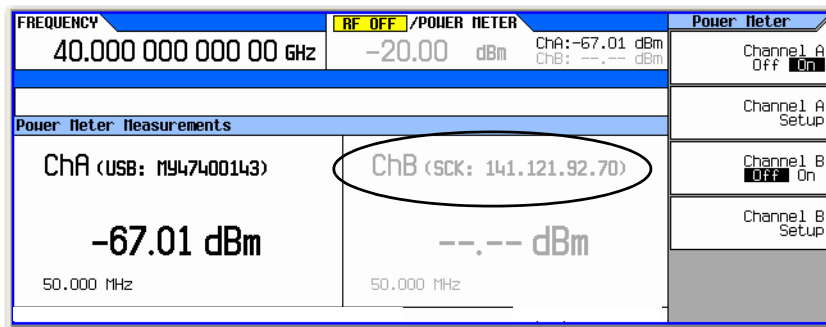 FREQUENCY
40.000 000 000 00 GHz
RF OFF /POWER METER
-20.00 dBm
ChA:-67.01 dBm
ChB: --.-- dBm
Power Meter Measurements
ChA (USB: MY47400143)
-67.01 dBm
50.000 MHz
ChB (SCK: 141.121.92.70)
--.-- dBm
50.000 MHz
Power Meter
Channel A
Off On
Channel A
Setup
Channel B
Off On
Channel B
Setup